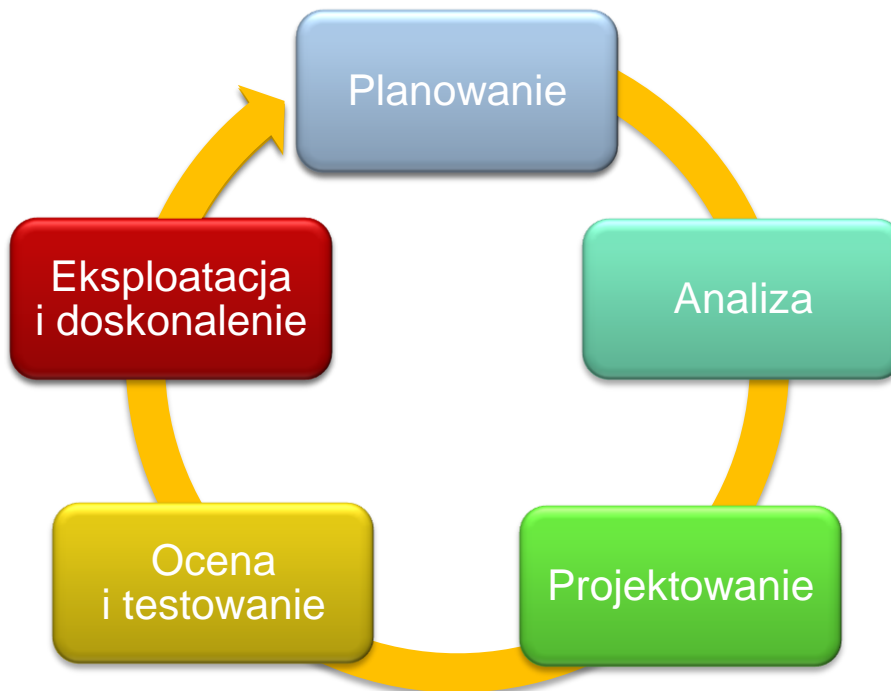 Planowanie
Analiza
Projektowanie
Ocena
i testowanie
Eksploatacja
i doskonalenie